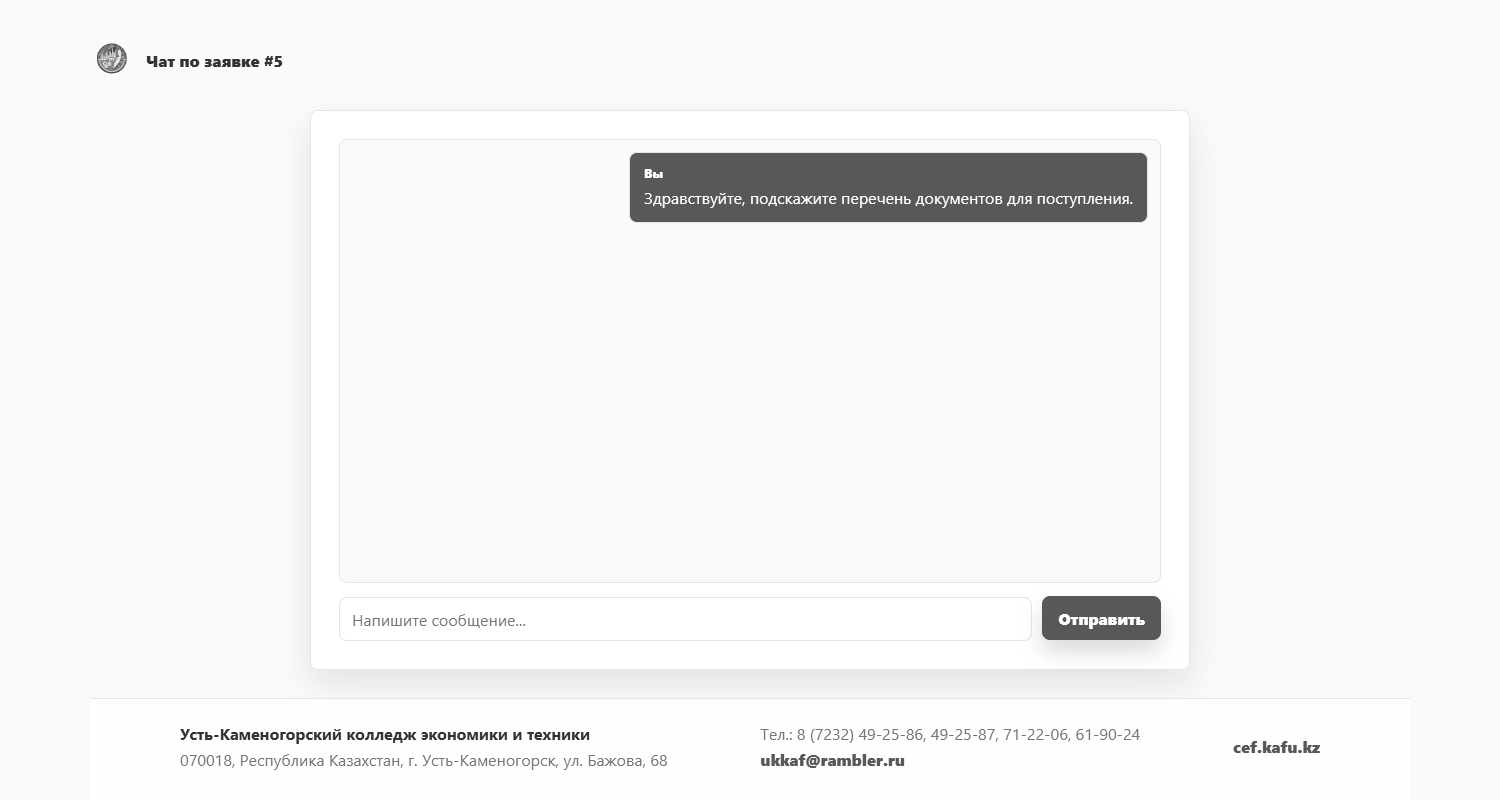 Чат по заявке #5
Вы
Здравствуйте, подскажите перечень документов для поступления.
Напишите сообщение...
Отправить
Усть-Каменогорский колледж экономики и техники
070018, Республика Казахстан, г. Усть-Каменогорск, ул. Бажова, 68
Тел.: 8 (7232) 49-25-86, 49-25-87, 71-22-06, 61-90-24
ukkaf@rambler.ru
cef.kafu.kz